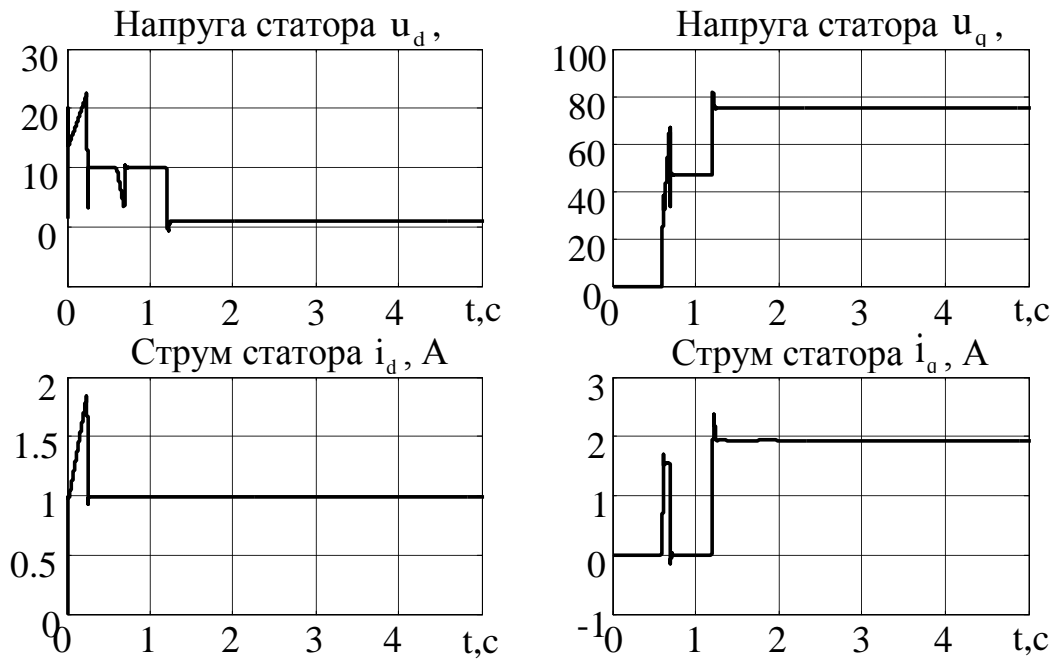 Напруга статора u_d ,
30
20
10
0
0 1 2 3 4 t,c
Напруга статора u_q ,
100
80
60
40
20
0
0 1 2 3 4 t,c
Струм статора i_d , А
2
1.5
1
0.5
0
0 1 2 3 4 t,c
Струм статора i_q , А
3
2
1
0
-1
0 1 2 3 4 t,c